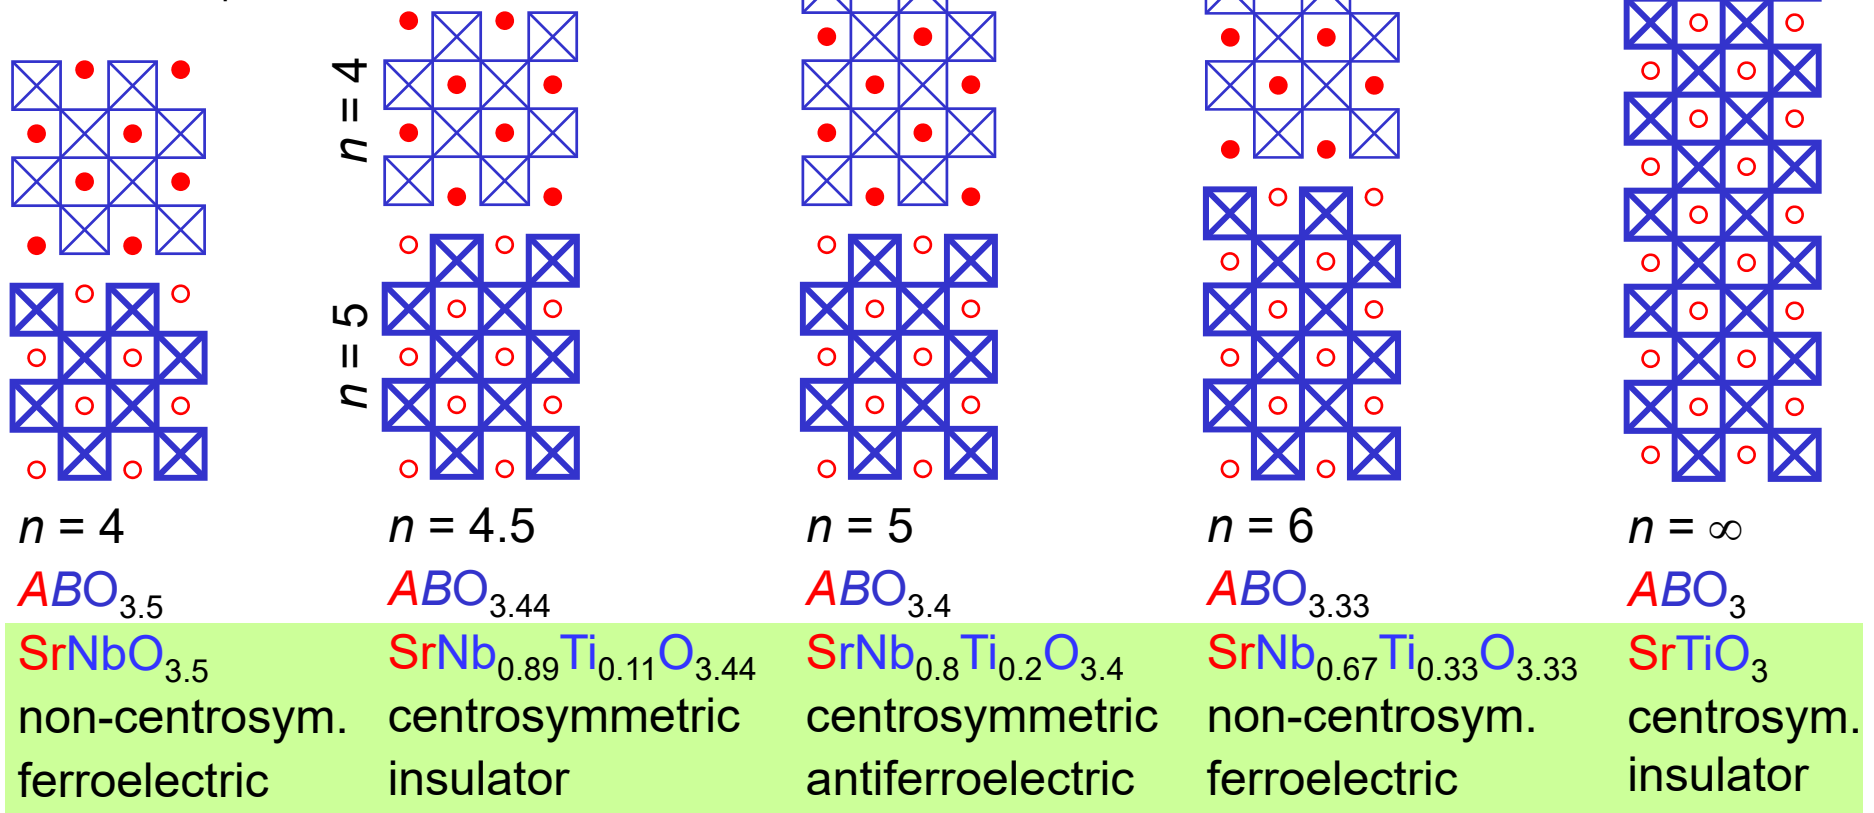 n = 4
n = 5
n = 4 n = 4.5 n = 5 n = 6 n = ∞
ABO3.5 ABO3.44 ABO3.4 ABO3.33 ABO3
SrNbO3.5 SrNb0.89Ti0.11O3.44 SrNb0.8Ti0.2O3.4 SrNb0.67Ti0.33O3.33 SrTiO3
non-centrosym. centrosymmetric centrosymmetric non-centrosym. centrosym.
ferroelectric insulator antiferroelectric ferroelectric insulator